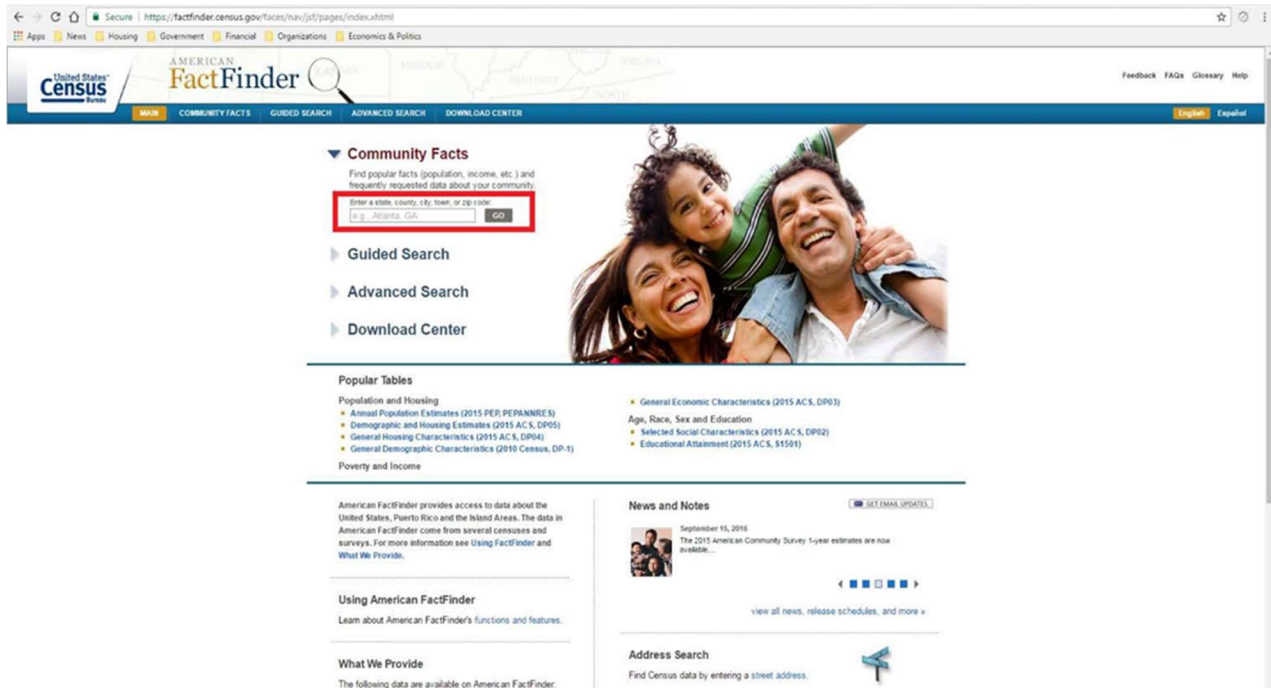 Secure | https://factfinder.census.gov/faces/nav/jsf/pages/index.xhtml
Apps News Housing Government Financial Organizations Economics & Politics
United States
Census
Bureau
AMERICAN
FactFinder
KANSAS
MISSOURI
KENTUCKY
VIRGINIA
NORTH
Feedback FAQs Glossary Help
MAIN COMMUNITY FACTS GUIDED SEARCH ADVANCED SEARCH DOWNLOAD CENTER
English Español
Community Facts
Find popular facts (population, income, etc.) and
frequently requested data about your community.
Enter a state, county, city, town, or zip code:
e.g., Atlanta, GA GO
Guided Search
Advanced Search
Download Center
Popular Tables
Population and Housing
Annual Population Estimates (2015 PEP, PEPANNRES)
Demographic and Housing Estimates (2015 ACS, DP05)
General Housing Characteristics (2015 ACS, DP04)
General Demographic Characteristics (2010 Census, DP-1)
Poverty and Income
General Economic Characteristics (2015 ACS, DP03)
Age, Race, Sex and Education
Selected Social Characteristics (2015 ACS, DP02)
Educational Attainment (2015 ACS, S1501)
American FactFinder provides access to data about the
United States, Puerto Rico and the Island Areas. The data in
American FactFinder come from several censuses and
surveys. For more information see Using FactFinder and
What We Provide.
Using American FactFinder
Learn about American FactFinder's functions and features.
What We Provide
The following data are available on American FactFinder:
News and Notes
GET EMAIL UPDATES
September 15, 2016
The 2015 American Community Survey 1-year estimates are now
available....
view all news, release schedules, and more »
Address Search
Find Census data by entering a street address.